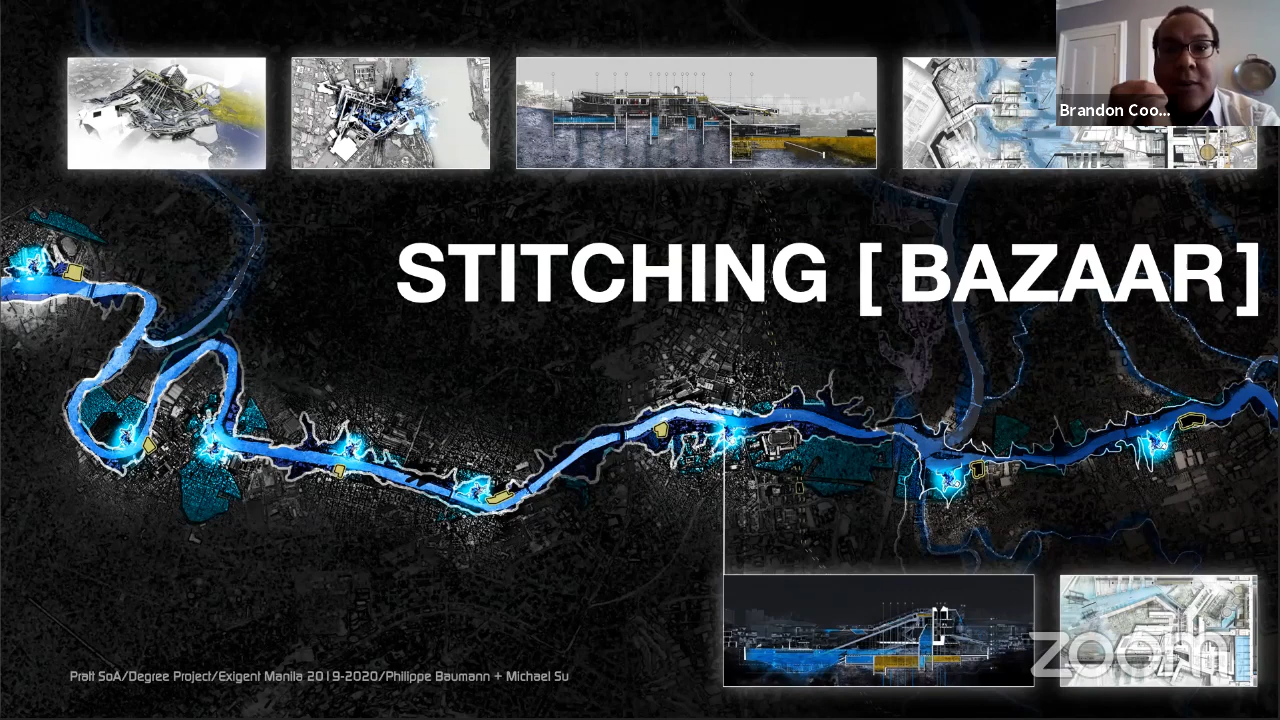 Brandon Coo...
STITCHING [ BAZAAR ]
zoom
Pratt SoA/Degree Project/Exigent Manila 2019-2020/Philippe Baumann + Michael Su